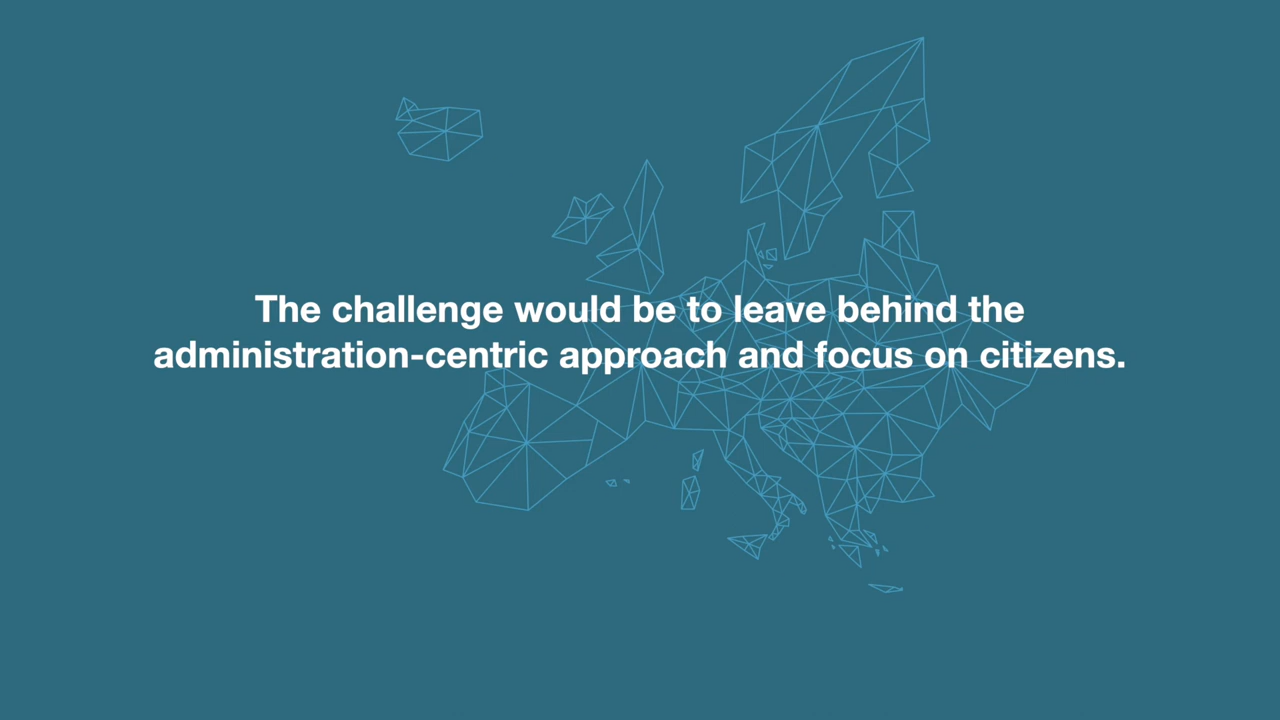 The challenge would be to leave behind the
administration-centric approach and focus on citizens.